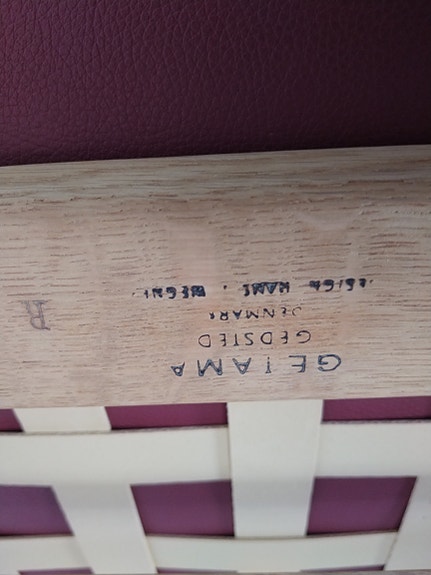 GETAMA
GEDSTED
DENMARK
DESIGN HANS . WEGNER
R